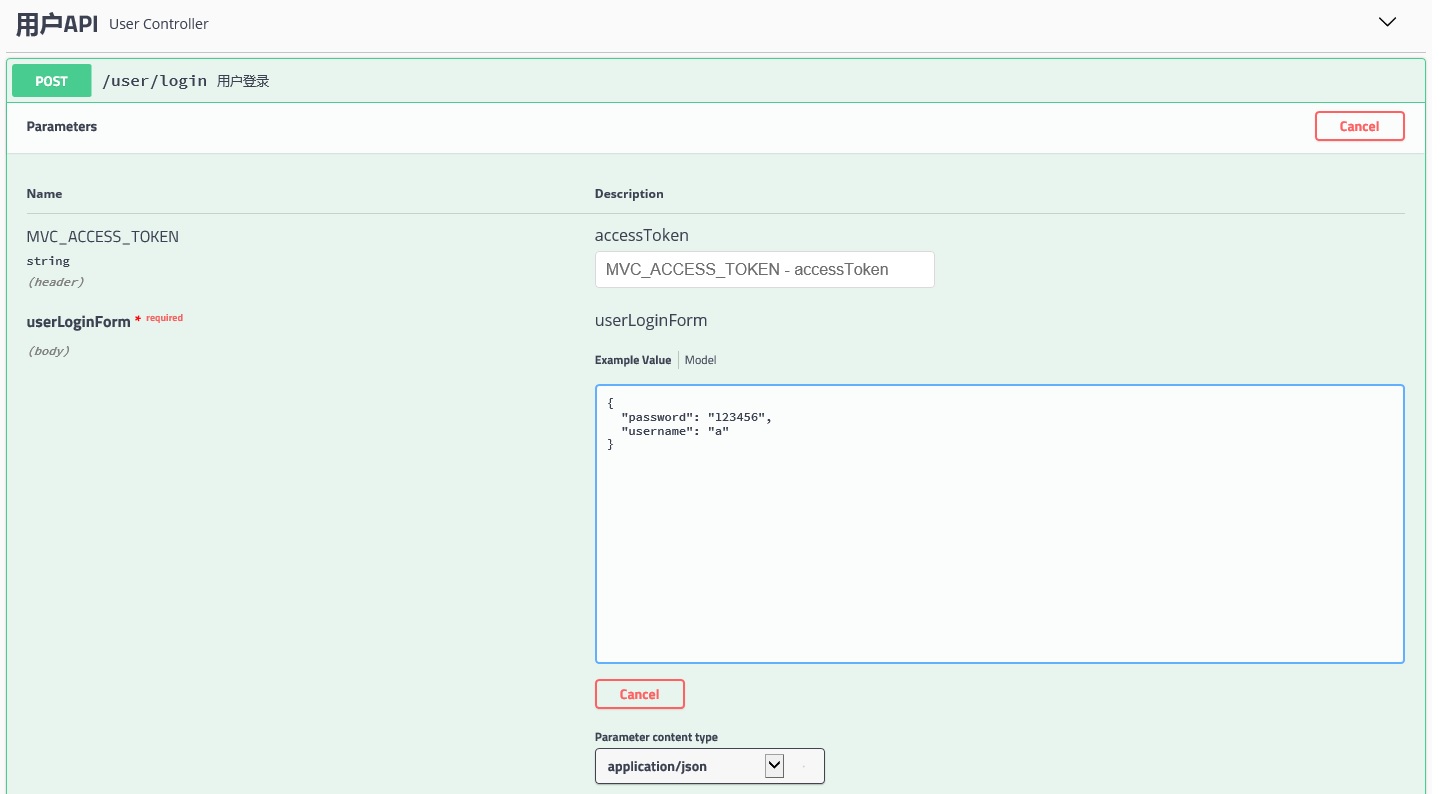 用户API User Controller
POST /user/login 用户登录
Parameters Cancel
Name Description
MVC_ACCESS_TOKEN accessToken
string
(header)
MVC_ACCESS_TOKEN - accessToken
userLoginForm * required userLoginForm
(body)
Example Value Model
{
"password": "123456",
"username": "a"
}
Cancel
Parameter content type
application/json